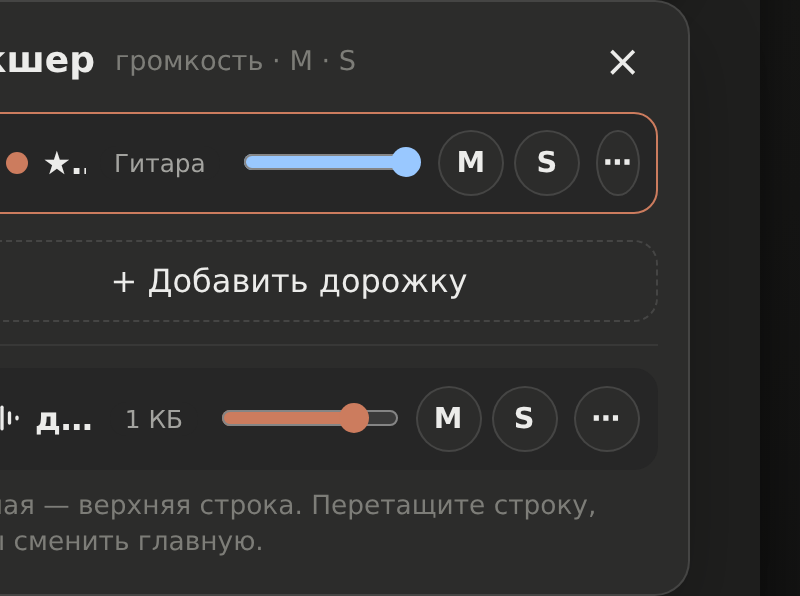 кшер громкость · M · S ×
★.. Гитара M S ...
+ Добавить дорожку
д... 1 КБ M S ...
ная — верхняя строка. Перетащите строку,
ы сменить главную.